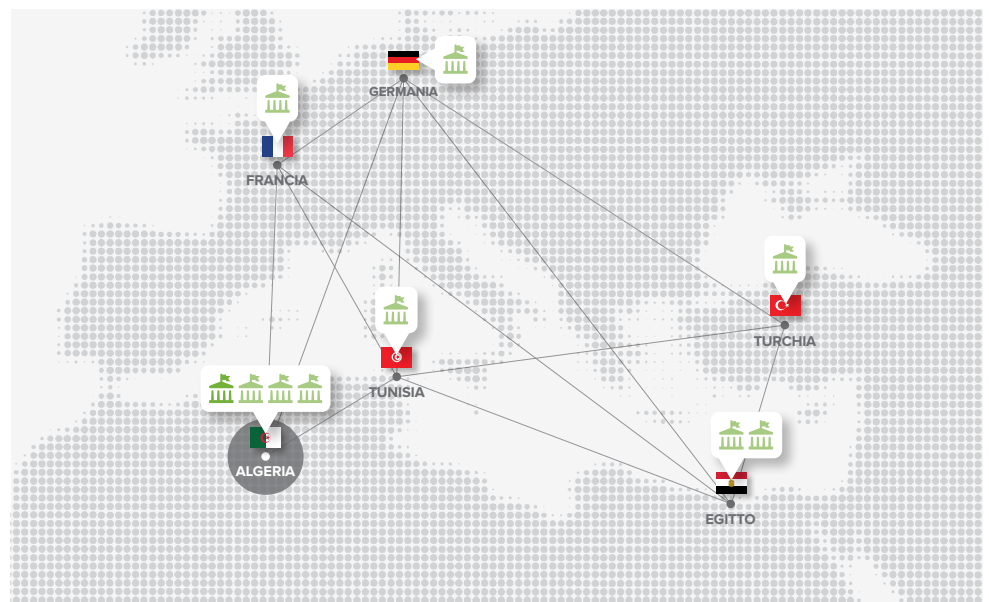 GERMANIA
FRANCIA
TURCHIA
TUNISIA
ALGERIA
EGITTO